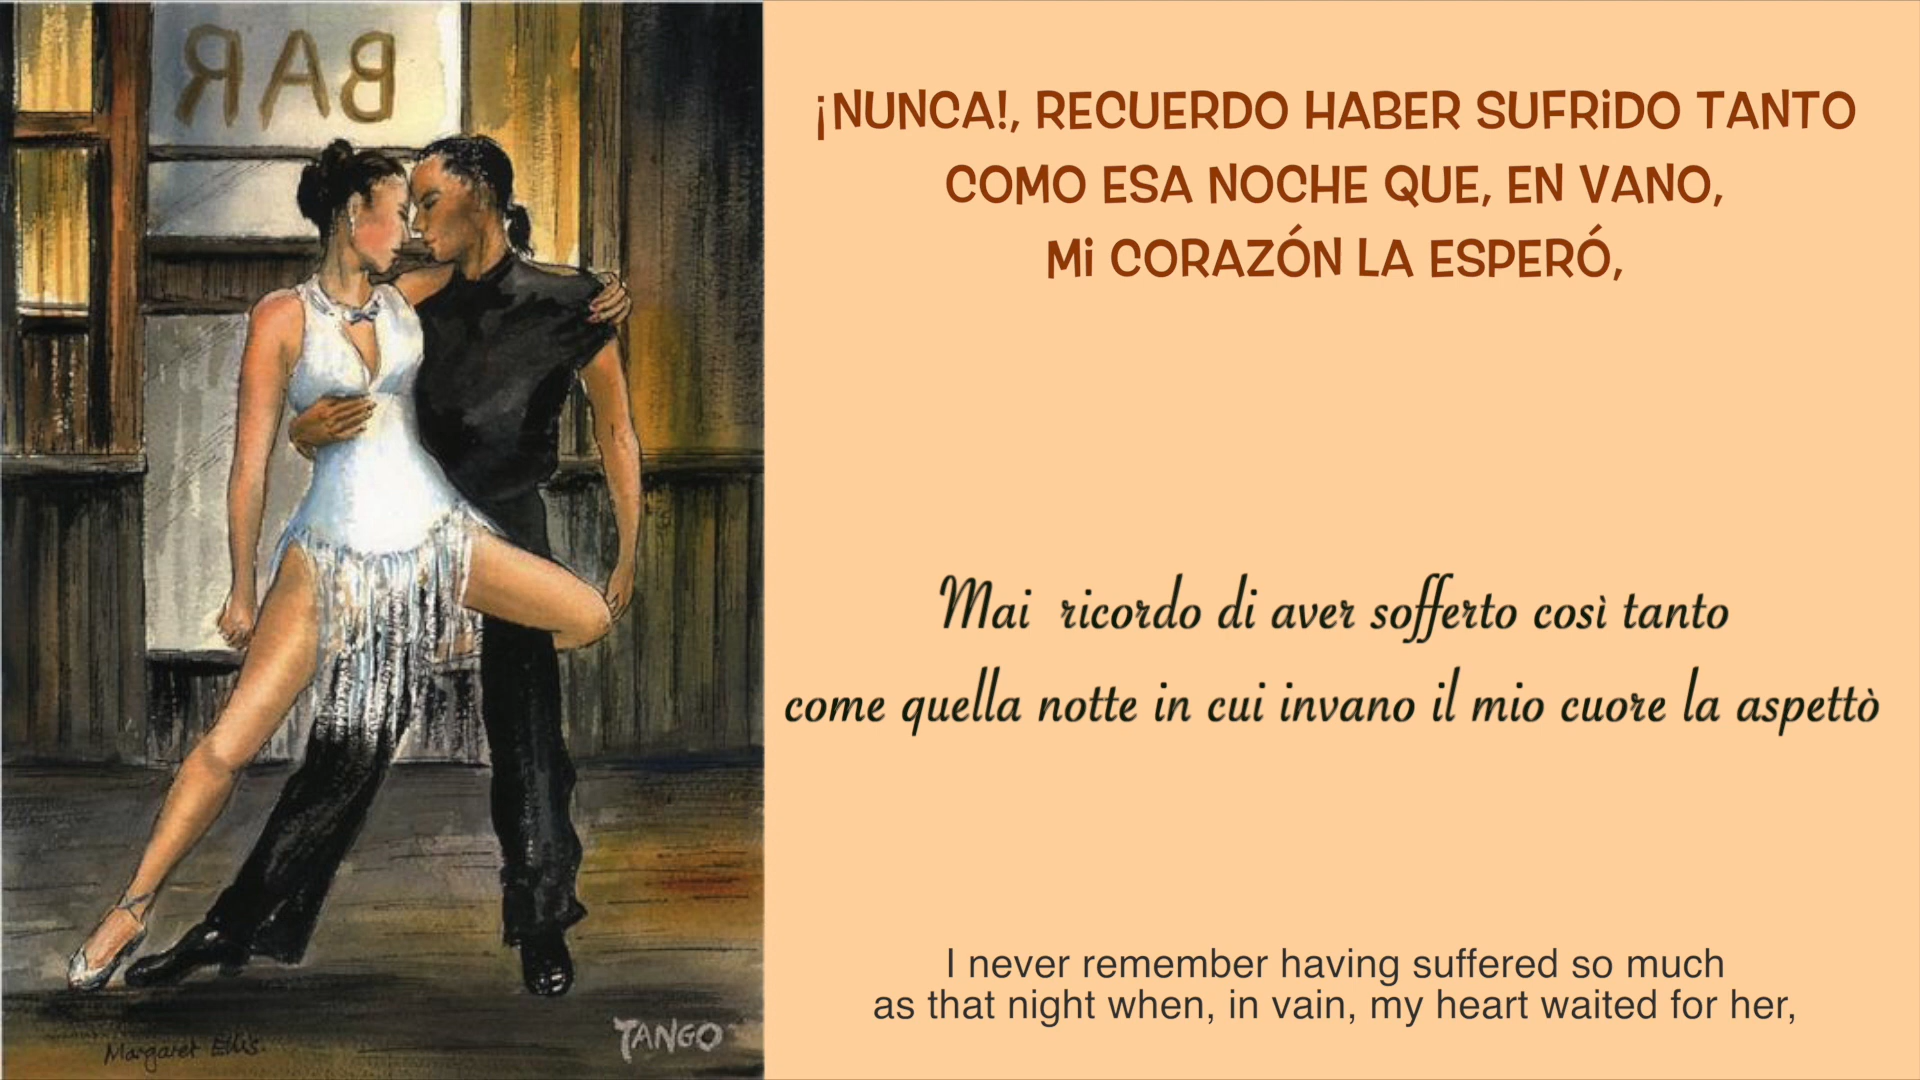 BAR
¡NUNCA!, RECUERDO HABER SUFRiDO TANTO
COMO ESA NOCHE QUE, EN VANO,
Mi CORAZÓN LA ESPERÓ,
Mai ricordo di aver sofferto così tanto
come quella notte in cui invano il mio cuore la aspettò
I never remember having suffered so much
as that night when, in vain, my heart waited for her,
TANGO
Margaret Ellis.